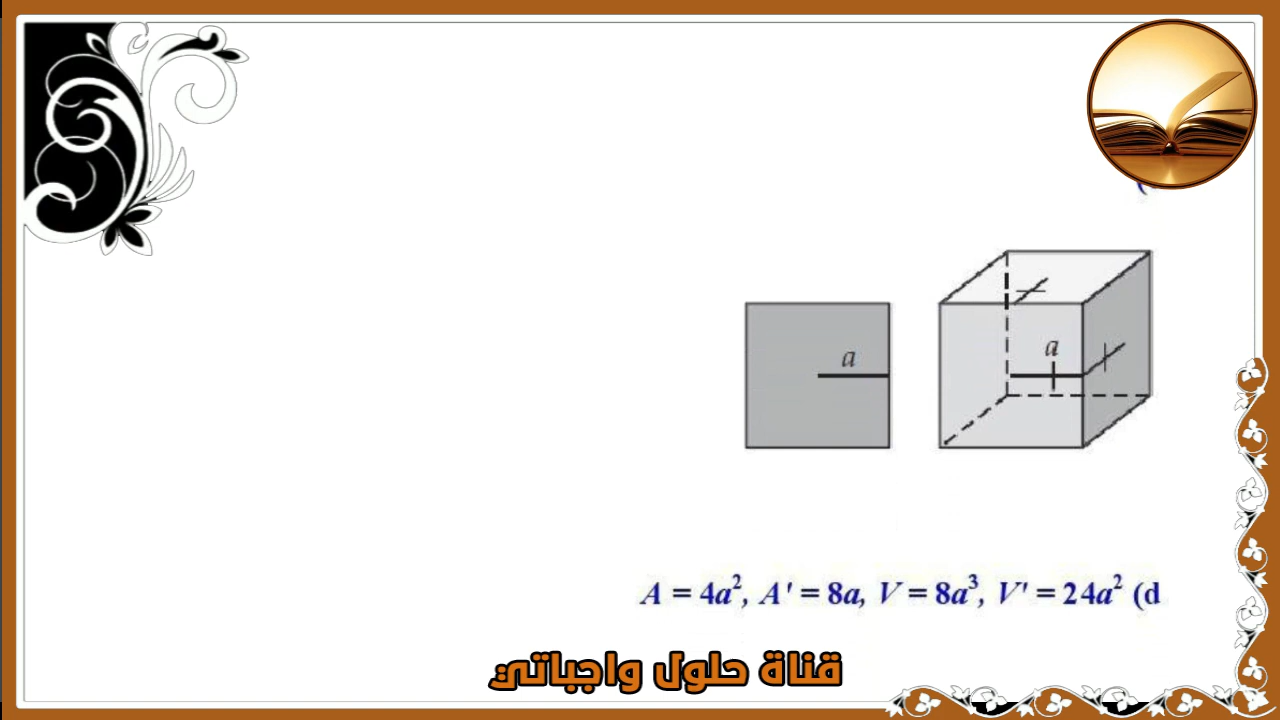 a
a
A = 4a², A' = 8a, V = 8a³, V' = 24a² (d
قناة حلول واجباتي